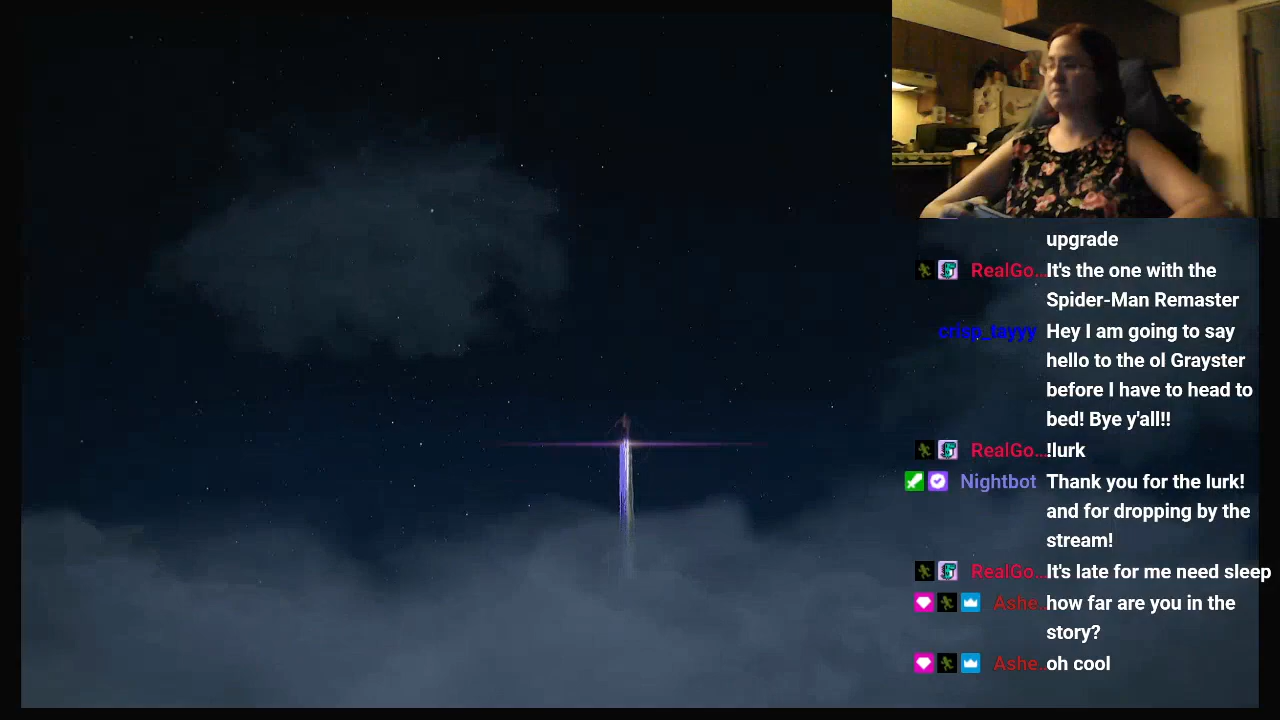 upgrade
RealGo... It's the one with the
Spider-Man Remaster
crisp_tayyy Hey I am going to say
hello to the ol Grayster
before I have to head to
bed! Bye y'all!!
RealGo... !lurk
Nightbot Thank you for the lurk!
and for dropping by the
stream!
RealGo... It's late for me need sleep
Ashe... how far are you in the
story?
Ashe... oh cool